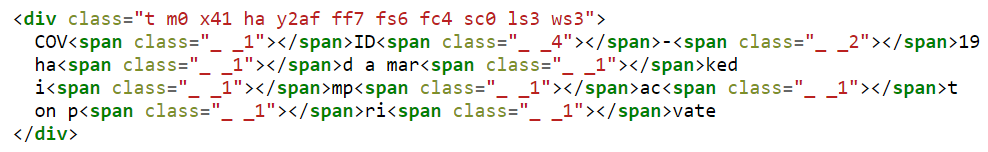 <div class="t m0 x41 ha y2af ff7 fs6 fc4 sc0 ls3 ws3">
  COV<span class="_ _1"></span>ID<span class="_ _4"></span>-<span class="_ _2"></span>19
  ha<span class="_ _1"></span>d a mar<span class="_ _1"></span>ked
  i<span class="_ _1"></span>mp<span class="_ _1"></span>ac<span class="_ _1"></span>t
  on p<span class="_ _1"></span>ri<span class="_ _1"></span>vate
</div>